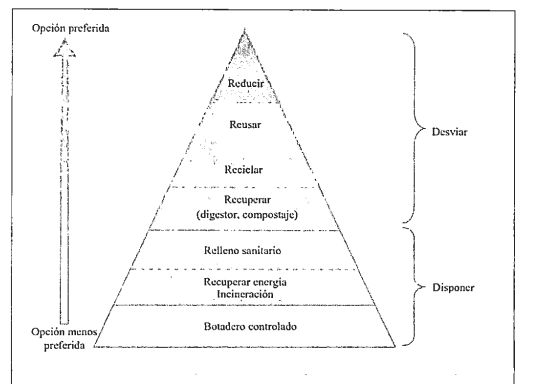 Opción preferida
Reducir
Reusar
Desviar
Reciclar
Recuperar
(digestor, compostaje)
Relleno sanitario
Recuperar energía
Incineración
Disponer
Botadero controlado
Opción menos
preferida